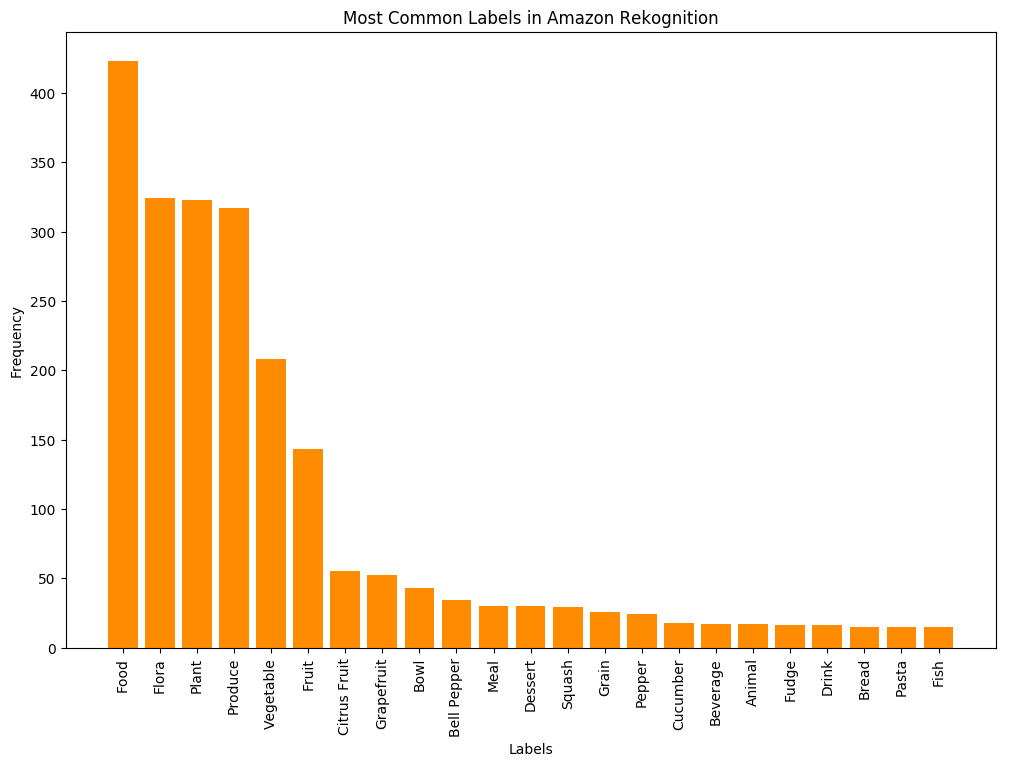 Most Common Labels in Amazon Rekognition
Frequency
400
350
300
250
200
150
100
50
0
Food
Flora
Plant
Produce
Vegetable
Fruit
Citrus Fruit
Grapefruit
Bowl
Bell Pepper
Meal
Dessert
Squash
Grain
Pepper
Cucumber
Beverage
Animal
Fudge
Drink
Bread
Pasta
Fish
Labels